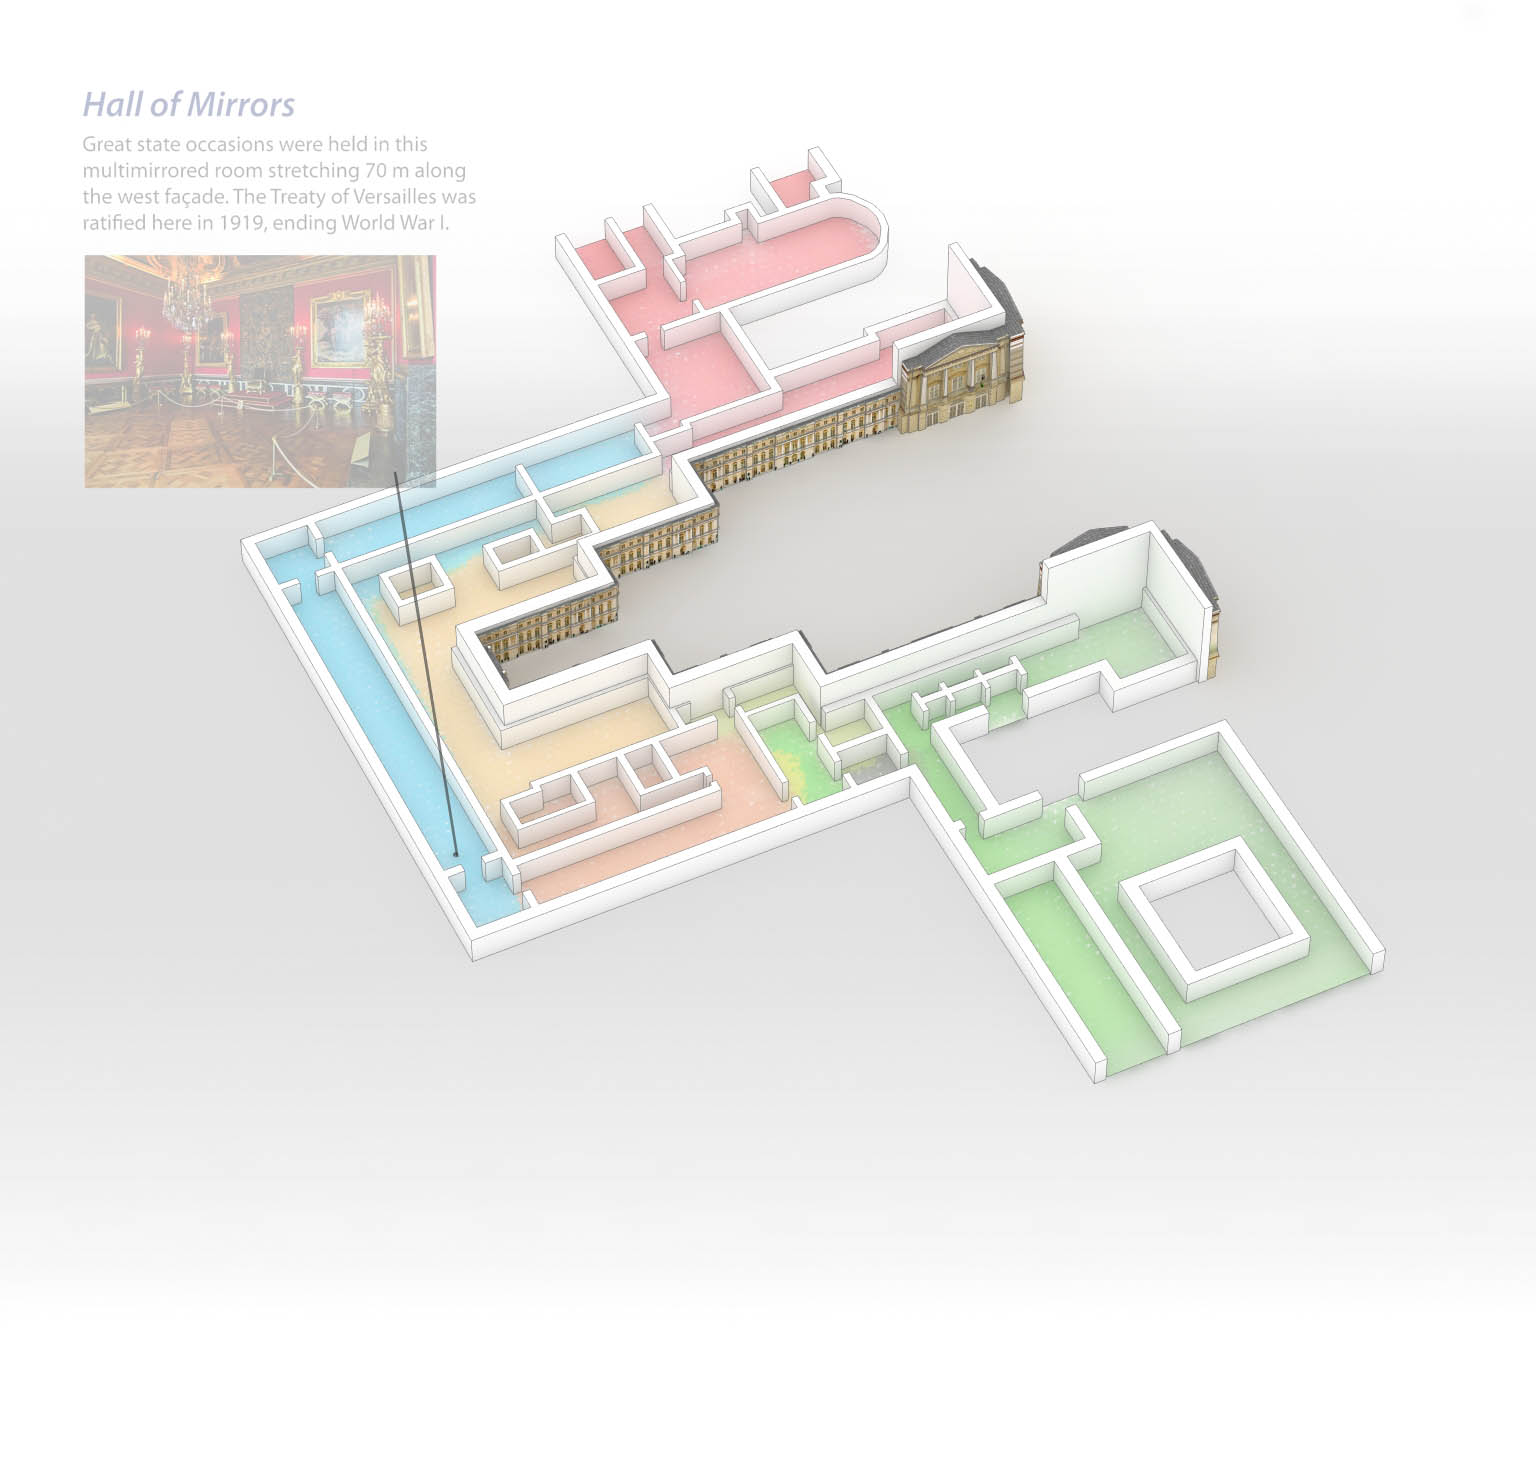 Hall of Mirrors
Great state occasions were held in this
multimirrored room stretching 70 m along
the west façade. The Treaty of Versailles was
ratified here in 1919, ending World War I.